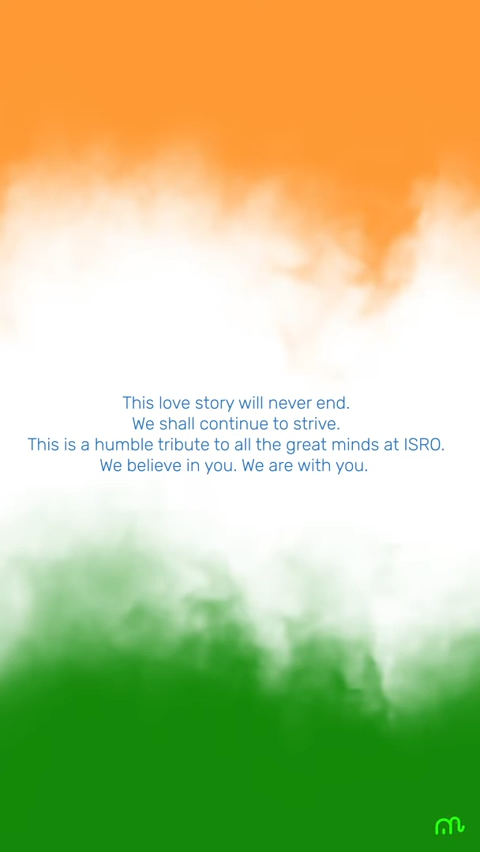 This love story will never end.
We shall continue to strive.
This is a humble tribute to all the great minds at ISRO.
We believe in you. We are with you.